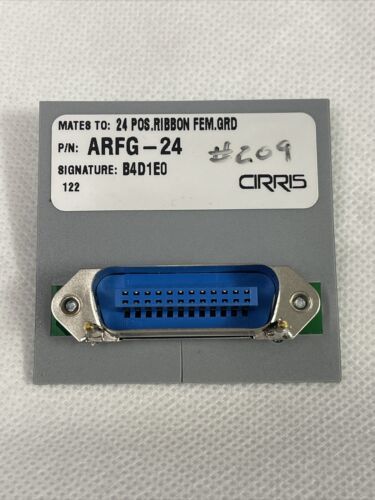 MATES TO: 24 POS.RIBBON FEM.GRD
P/N: ARFG-24
#209
SIGNATURE: B4D1E0
CIRRIS
122